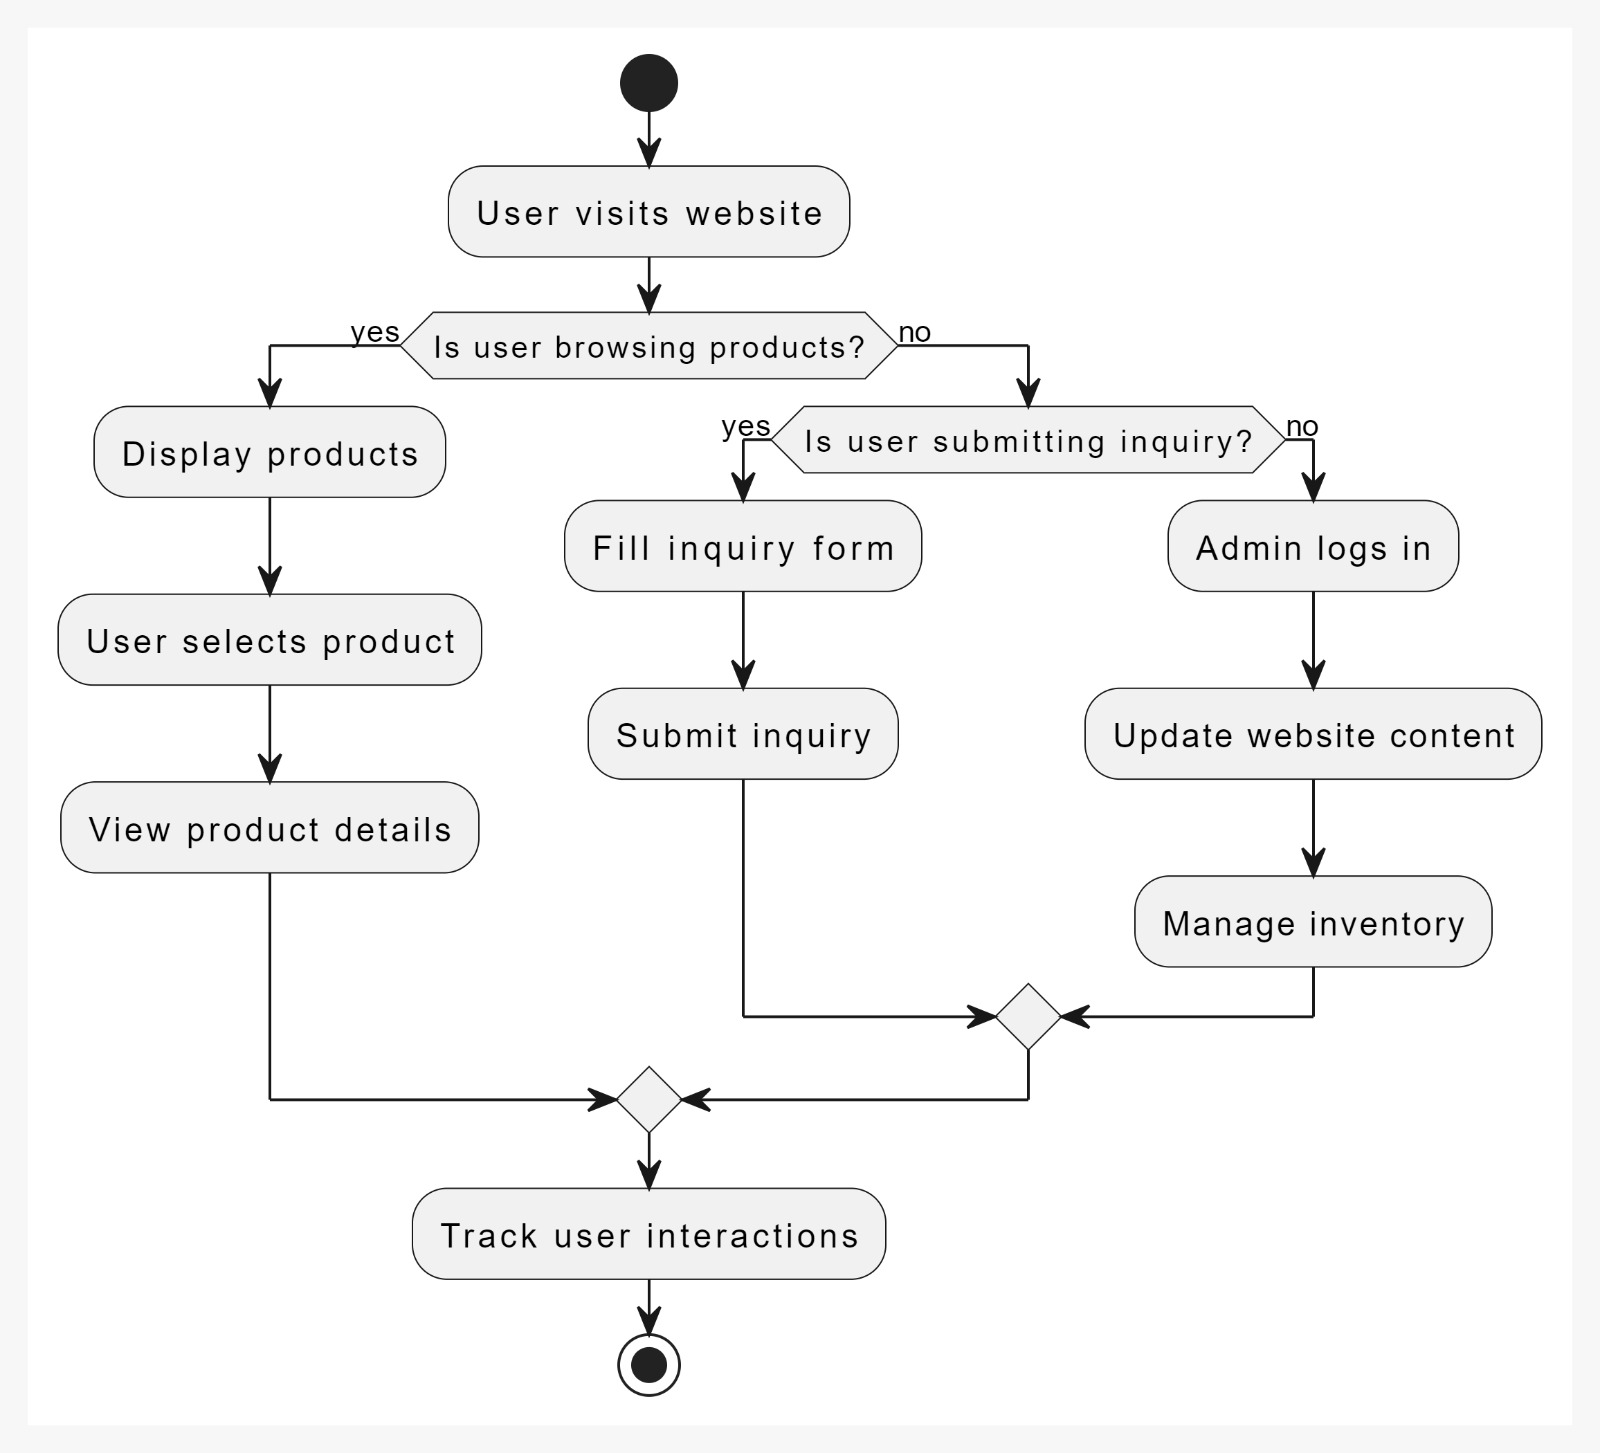 User visits website
yes
Is user browsing products?
no
Display products
yes
Is user submitting inquiry?
no
Fill inquiry form
Admin logs in
User selects product
Submit inquiry
Update website content
View product details
Manage inventory
Track user interactions